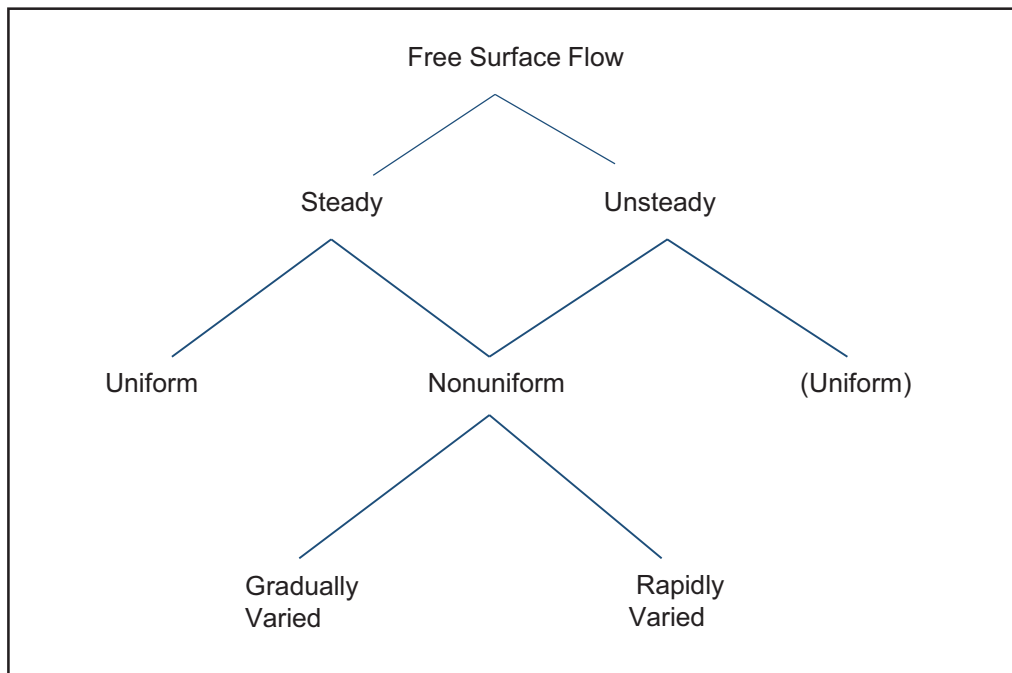 Free Surface Flow
Steady
Unsteady
Uniform
Nonuniform
(Uniform)
Gradually
Varied
Rapidly
Varied